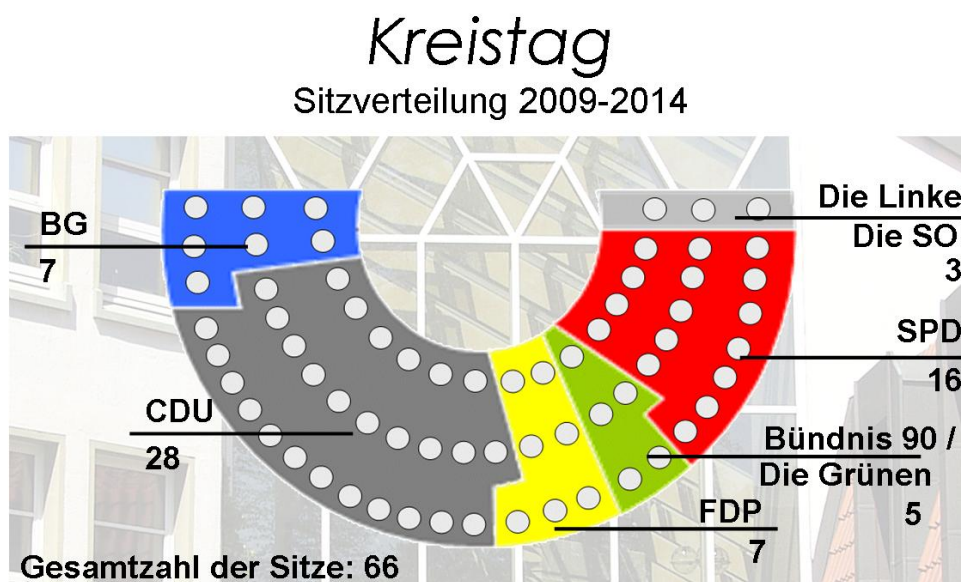 Kreistag
Sitzverteilung 2009-2014
BG
7
CDU
28
Die Linke
Die SO
3
SPD
16
Bündnis 90 /
Die Grünen
5
FDP
7
Gesamtzahl der Sitze: 66